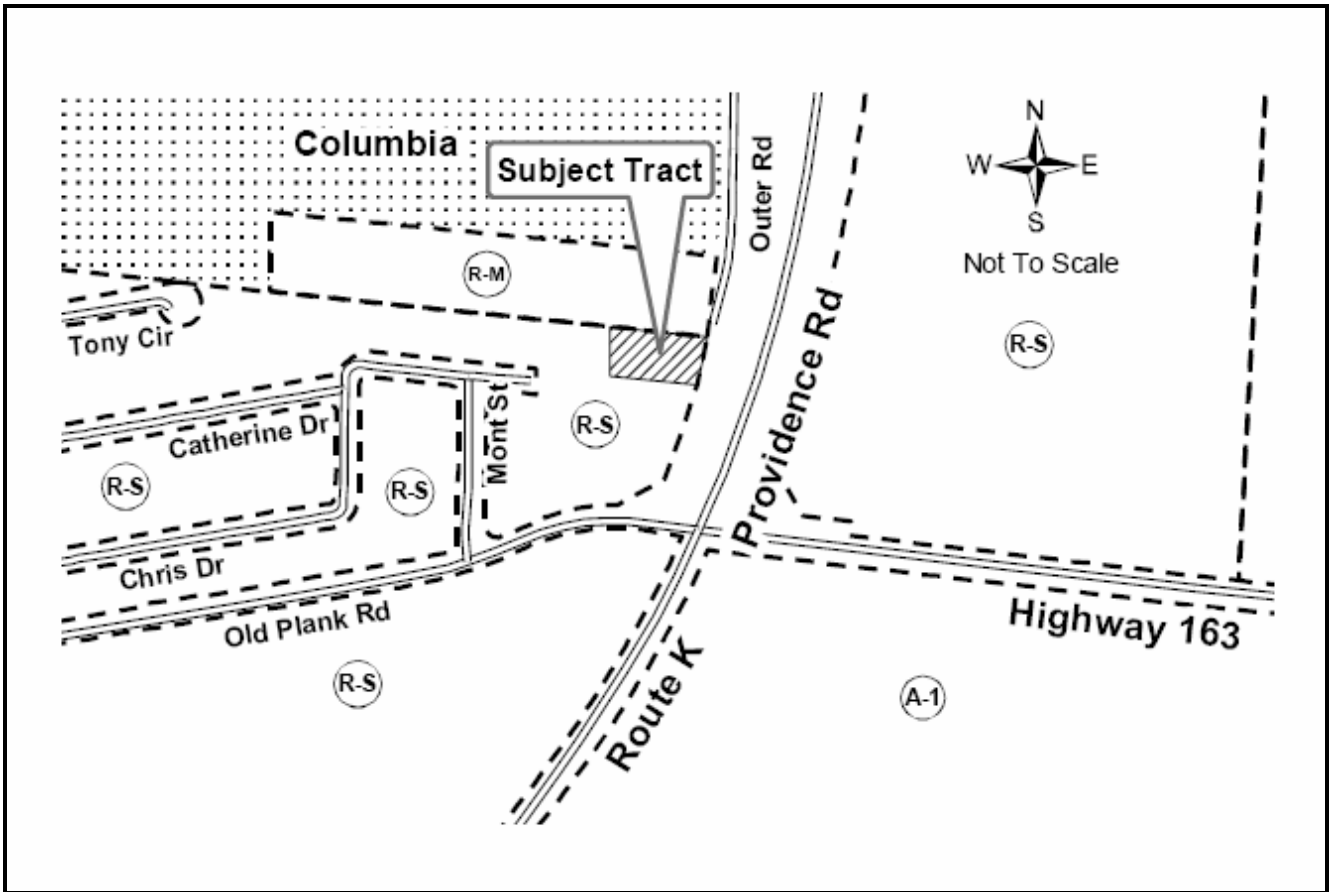 Columbia
Subject Tract
Outer Rd
N
W E
S
Not To Scale
R-M
Tony Cir
Providence Rd
R-S
Catherine Dr
Mont St
R-S
R-S
R-S
Chris Dr
Old Plank Rd
Highway 163
R-S
Route K
A-1